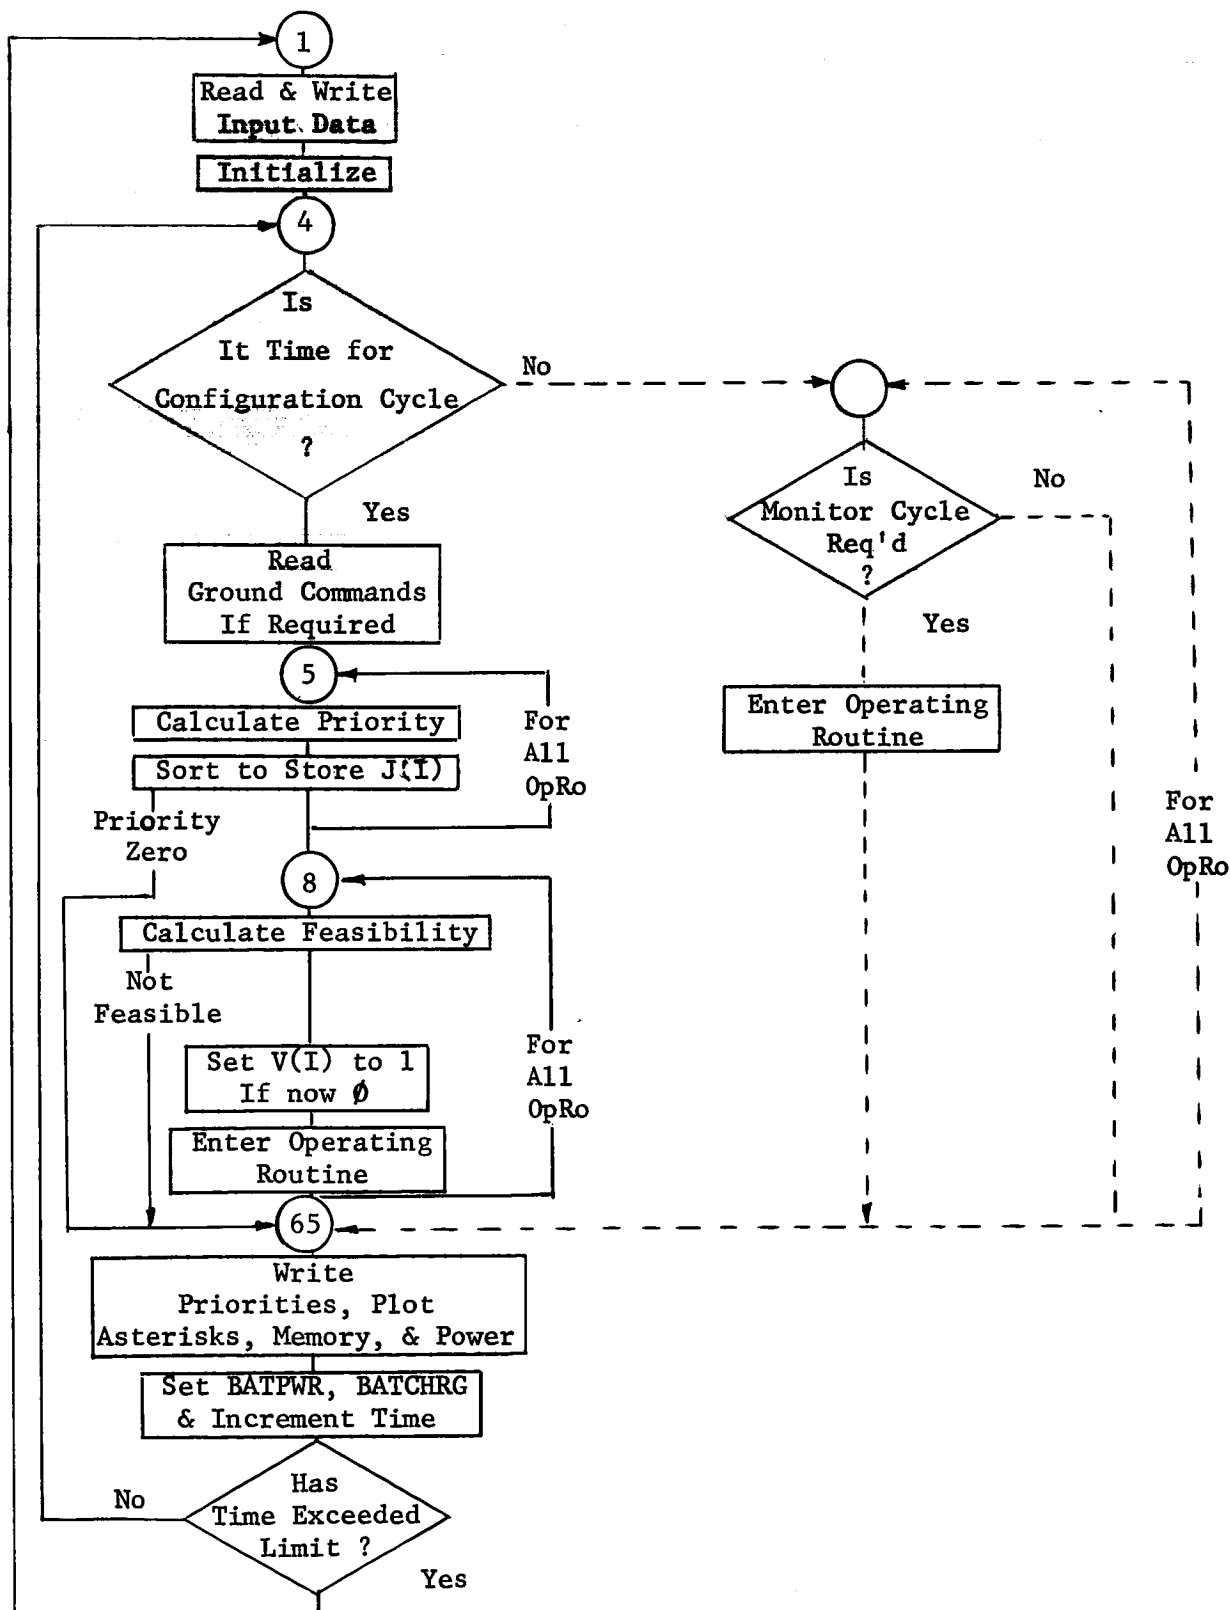 1
Read & Write
Input Data
Initialize
4
Is
It Time for
Configuration Cycle
?
No
Yes
Is
Monitor Cycle
Req'd
?
No
Yes
Enter Operating
Routine
For
All
OpRo
Read
Ground Commands
If Required
5
Calculate Priority
Sort to Store J(I)
For
All
OpRo
Priority
Zero
8
Calculate Feasibility
Not
Feasible
Set V(I) to 1
If now Ø
For
All
OpRo
Enter Operating
Routine
65
Write
Priorities, Plot
Asterisks, Memory, & Power
Set BATPWR, BATCHRG
& Increment Time
Has
Time Exceeded
Limit ?
No
Yes